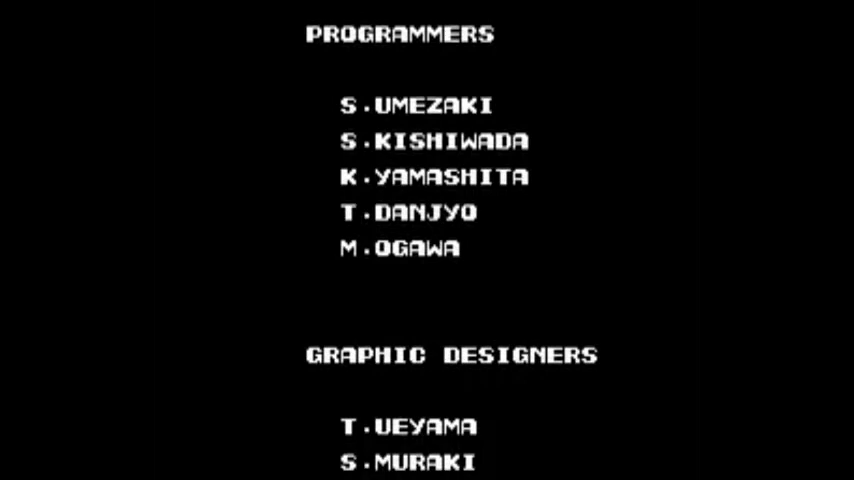 PROGRAMMERS
S.UMEZAKI
S.KISHIWADA
K.YAMASHITA
T.DANJYO
M.OGAWA
GRAPHIC DESIGNERS
T.UEYAMA
S.MURAKI